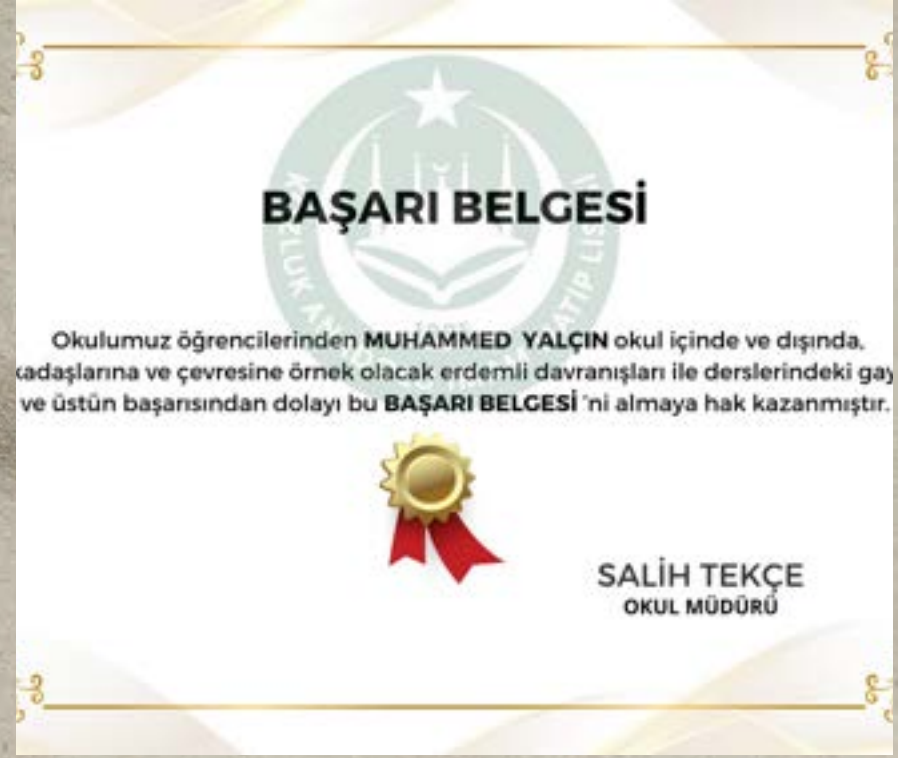 BAŞARI BELGESİ
Okulumuz öğrencilerinden MUHAMMED YALÇIN okul içinde ve dışında,
ve çevresine örnek olacak erdemli davranışları ile derslerindeki
ve üstün başarısından dolayı bu BAŞARI BELGESİ 'ni almaya hak kazanmıştır.
SALİH TEKÇE
OKUL MÜDÜRÜ